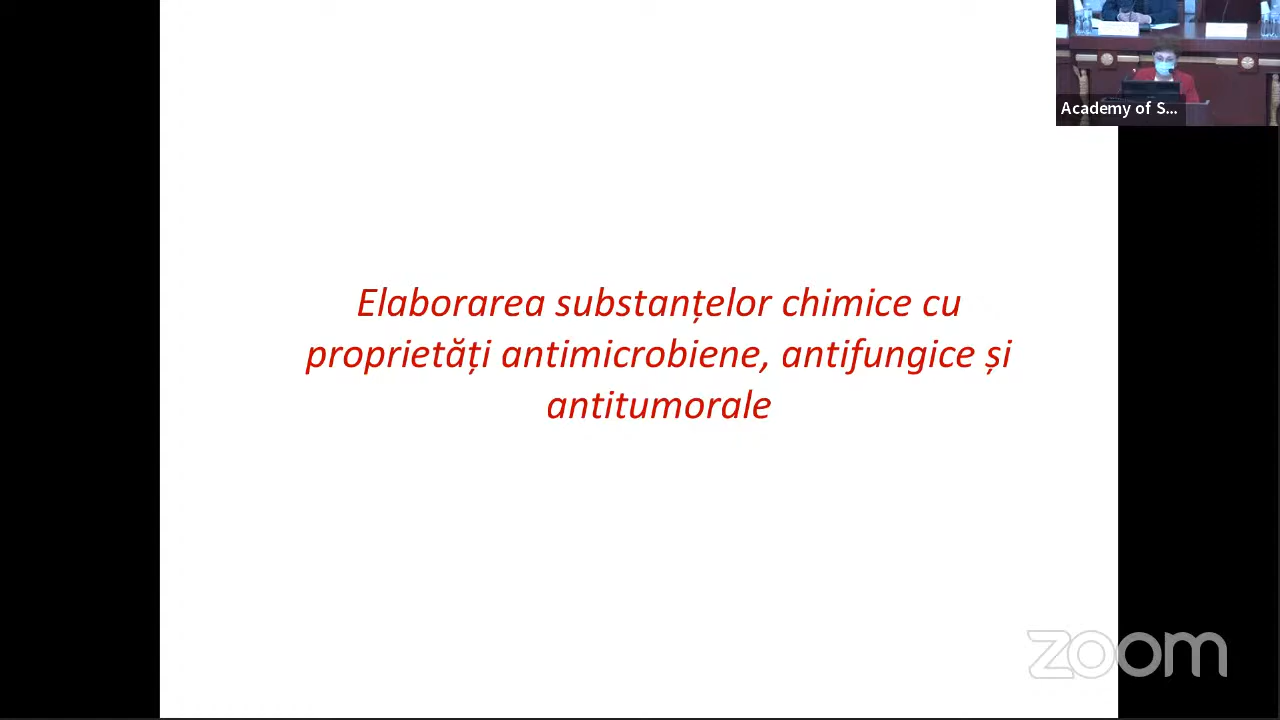 Academy of S...
Elaborarea substanțelor chimice cu
proprietăți antimicrobiene, antifungice și
antitumorale
zoom